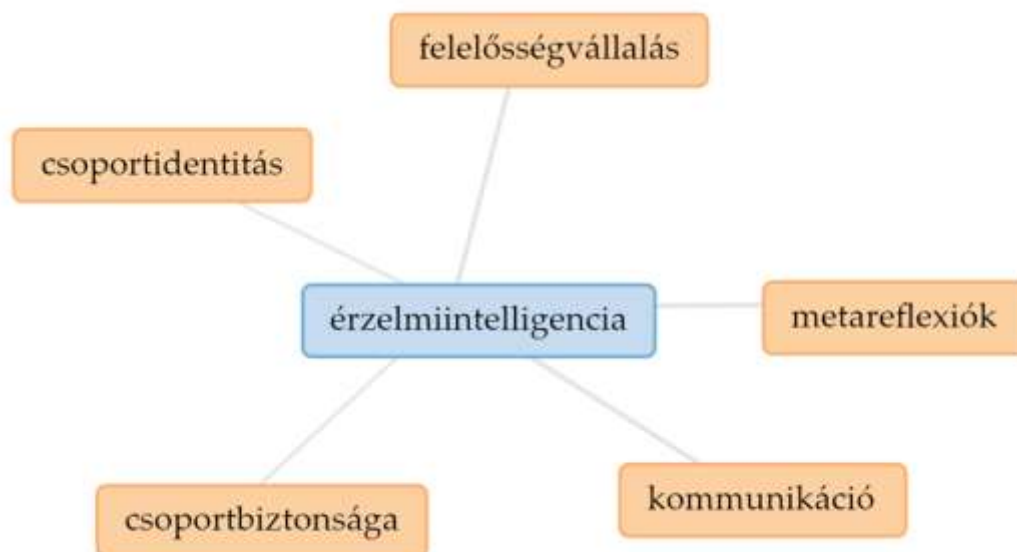 felelősségvállalás
csoportidentitás
érzelmiintelligencia
metareflexiók
kommunikáció
csoportbiztonsága